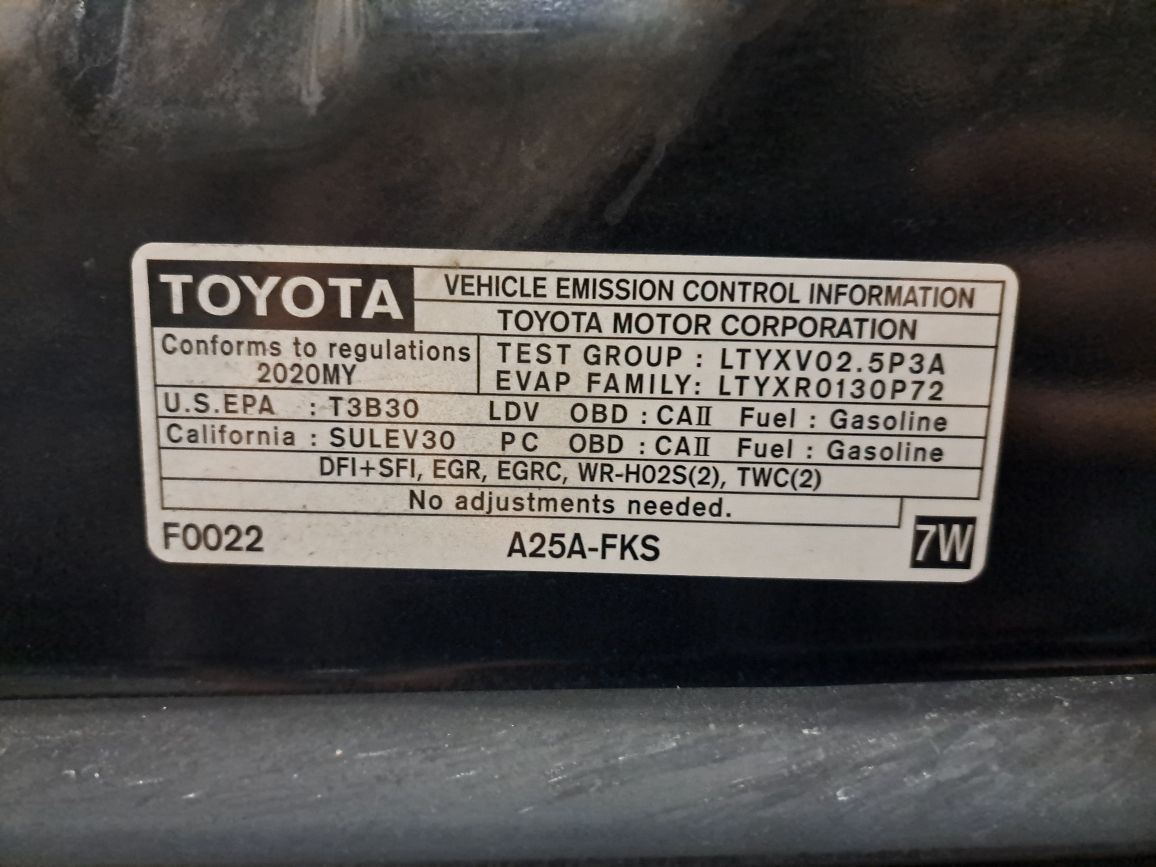 TOYOTA
VEHICLE EMISSION CONTROL INFORMATION
TOYOTA MOTOR CORPORATION
Conforms to regulations
2020MY
TEST GROUP : LTYXV02.5P3A
EVAP FAMILY: LTYXR0130P72
U.S.EPA : T3B30 LDV OBD : CAⅡ Fuel : Gasoline
California : SULEV30 PC OBD : CAⅡ Fuel : Gasoline
DFI+SFI, EGR, EGRC, WR-HO2S(2), TWC(2)
No adjustments needed.
F0022 A25A-FKS 7W